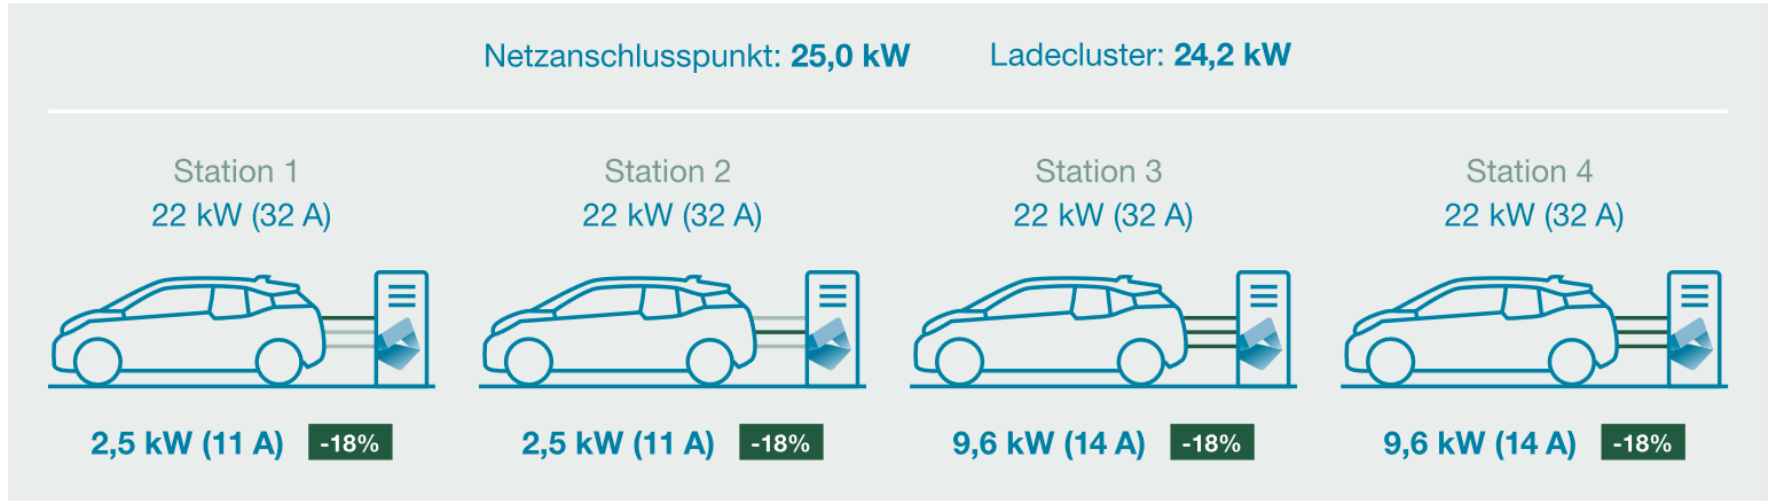 Netzanschlusspunkt: 25,0 kW Ladecluster: 24,2 kW
Station 1 Station 2 Station 3 Station 4
22 kW (32 A) 22 kW (32 A) 22 kW (32 A) 22 kW (32 A)
2,5 kW (11 A) -18% 2,5 kW (11 A) -18% 9,6 kW (14 A) -18% 9,6 kW (14 A) -18%